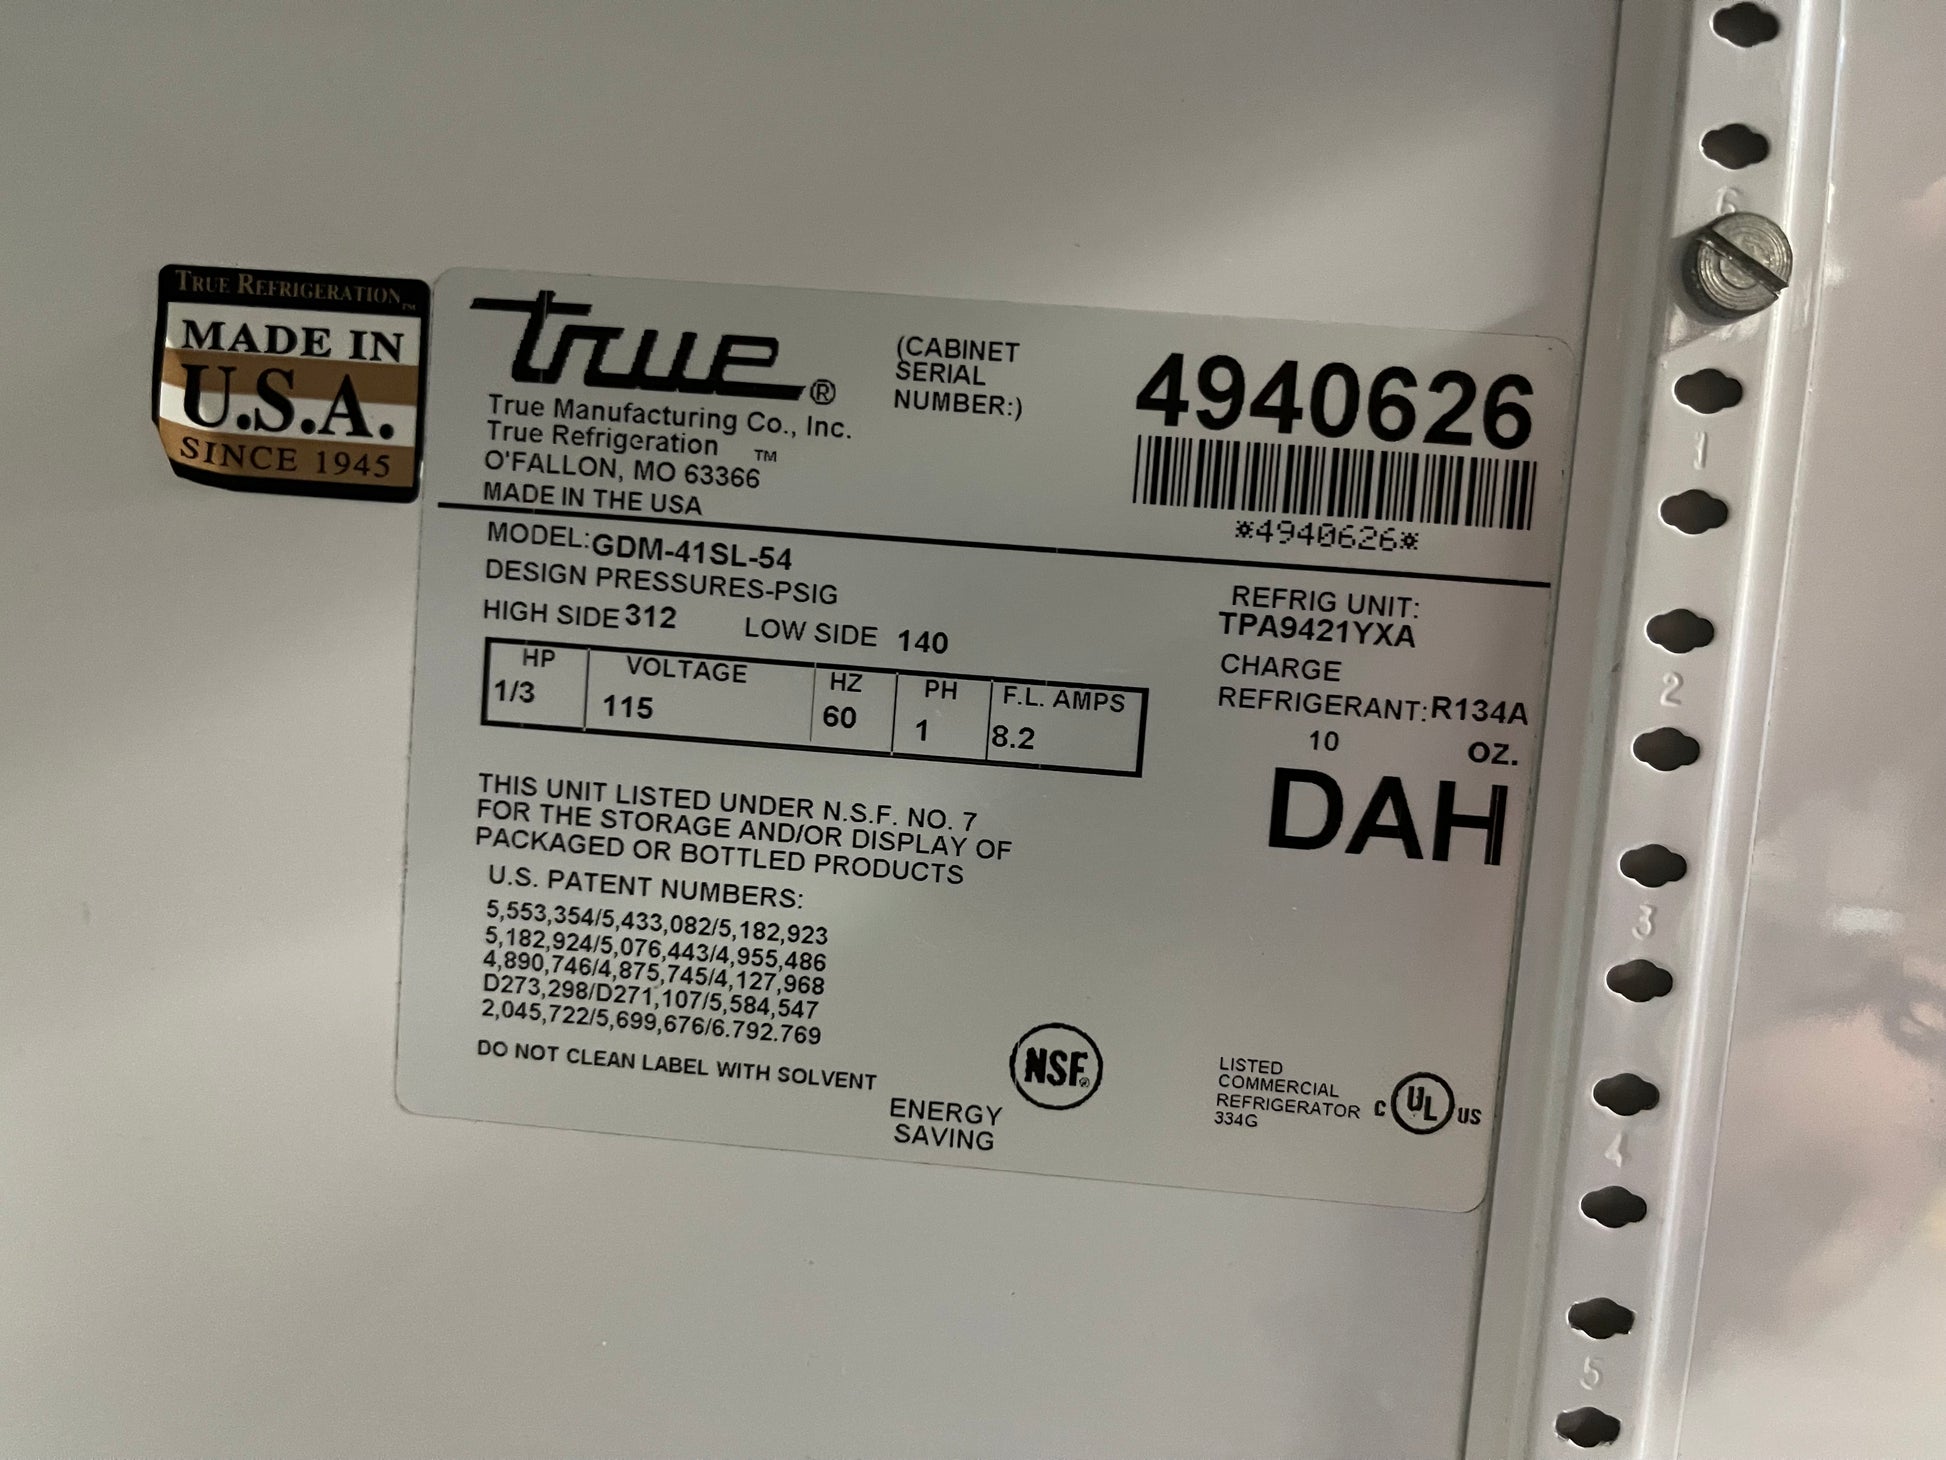 TRUE REFRIGERATION™
MADE IN
U.S.A.
SINCE 1945
true®
True Manufacturing Co., Inc.
True Refrigeration ™
O'FALLON, MO 63366
MADE IN THE USA
(CABINET
SERIAL
NUMBER:)
4940626
*4940626*
MODEL:GDM-41SL-54
DESIGN PRESSURES-PSIG
HIGH SIDE 312 LOW SIDE 140
HP VOLTAGE HZ PH F.L. AMPS
1/3 115 60 1 8.2
REFRIG UNIT:
TPA9421YXA
CHARGE
REFRIGERANT:R134A
10 OZ.
DAH
THIS UNIT LISTED UNDER N.S.F. NO. 7
FOR THE STORAGE AND/OR DISPLAY OF
PACKAGED OR BOTTLED PRODUCTS
U.S. PATENT NUMBERS:
5,553,354/5,433,082/5,182,923
5,182,924/5,076,443/4,955,486
4,890,746/4,875,745/4,127,968
D273,298/D271,107/5,584,547
2,045,722/5,699,676/6.792.769
DO NOT CLEAN LABEL WITH SOLVENT
ENERGY
SAVING
NSF®
LISTED
COMMERCIAL
REFRIGERATOR
334G
C UL US
6
1
2
3
4
5